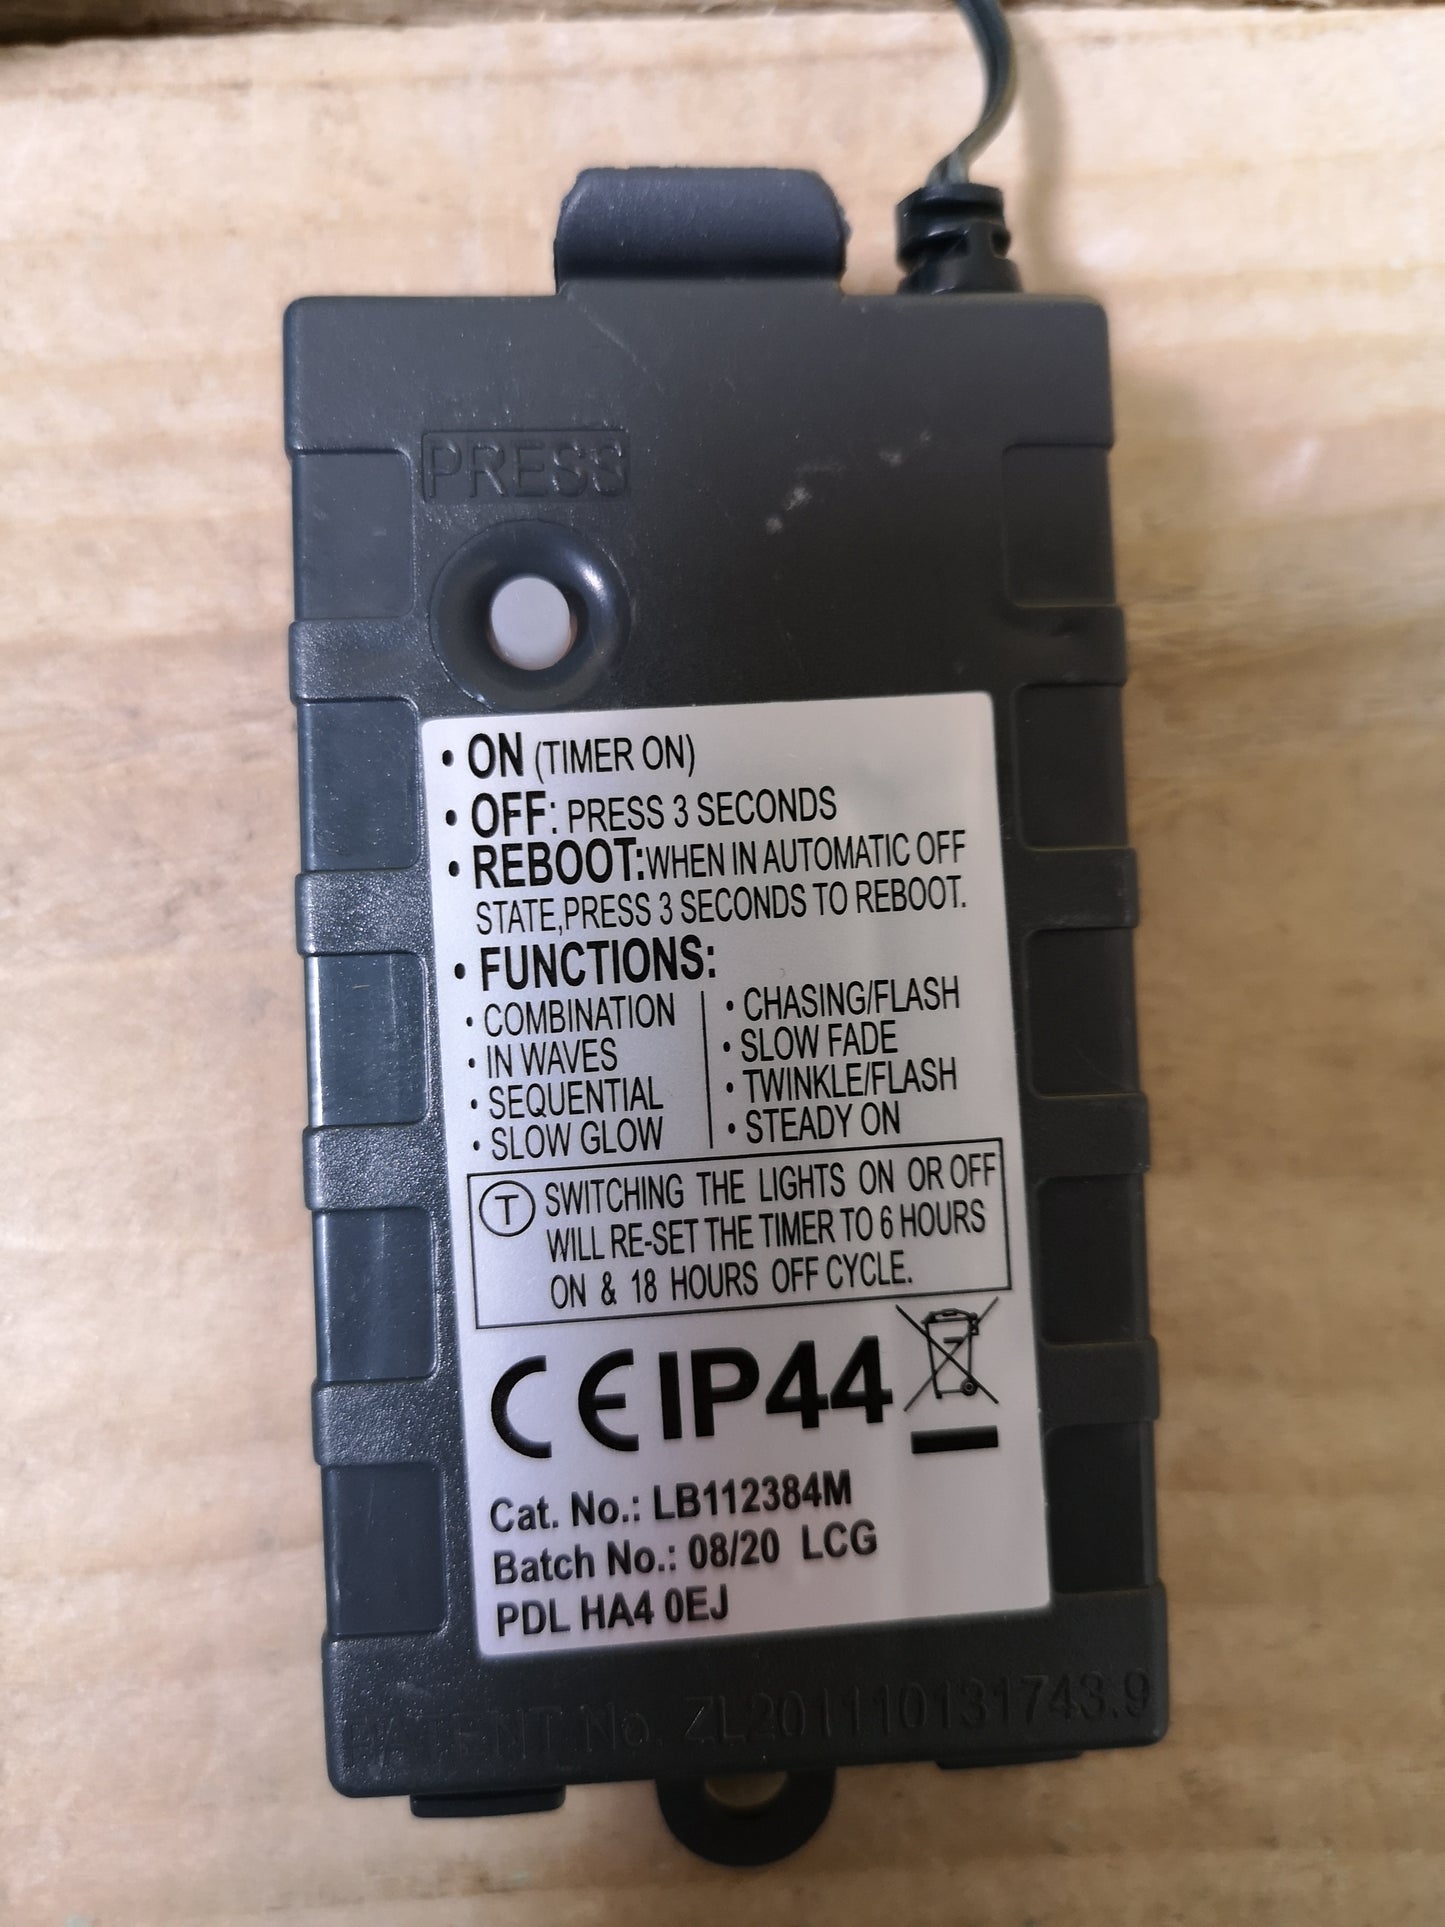 PRESS
• ON (TIMER ON)
• OFF: PRESS 3 SECONDS
• REBOOT:WHEN IN AUTOMATIC OFF
STATE,PRESS 3 SECONDS TO REBOOT.
• FUNCTIONS:
• COMBINATION
• IN WAVES
• SEQUENTIAL
• SLOW GLOW
• CHASING/FLASH
• SLOW FADE
• TWINKLE/FLASH
• STEADY ON
T SWITCHING THE LIGHTS ON OR OFF
WILL RE-SET THE TIMER TO 6 HOURS
ON & 18 HOURS OFF CYCLE.
CE IP44
Cat. No.: LB112384M
Batch No.: 08/20 LCG
PDL HA4 0EJ
PATENT No. ZL201110131743.9